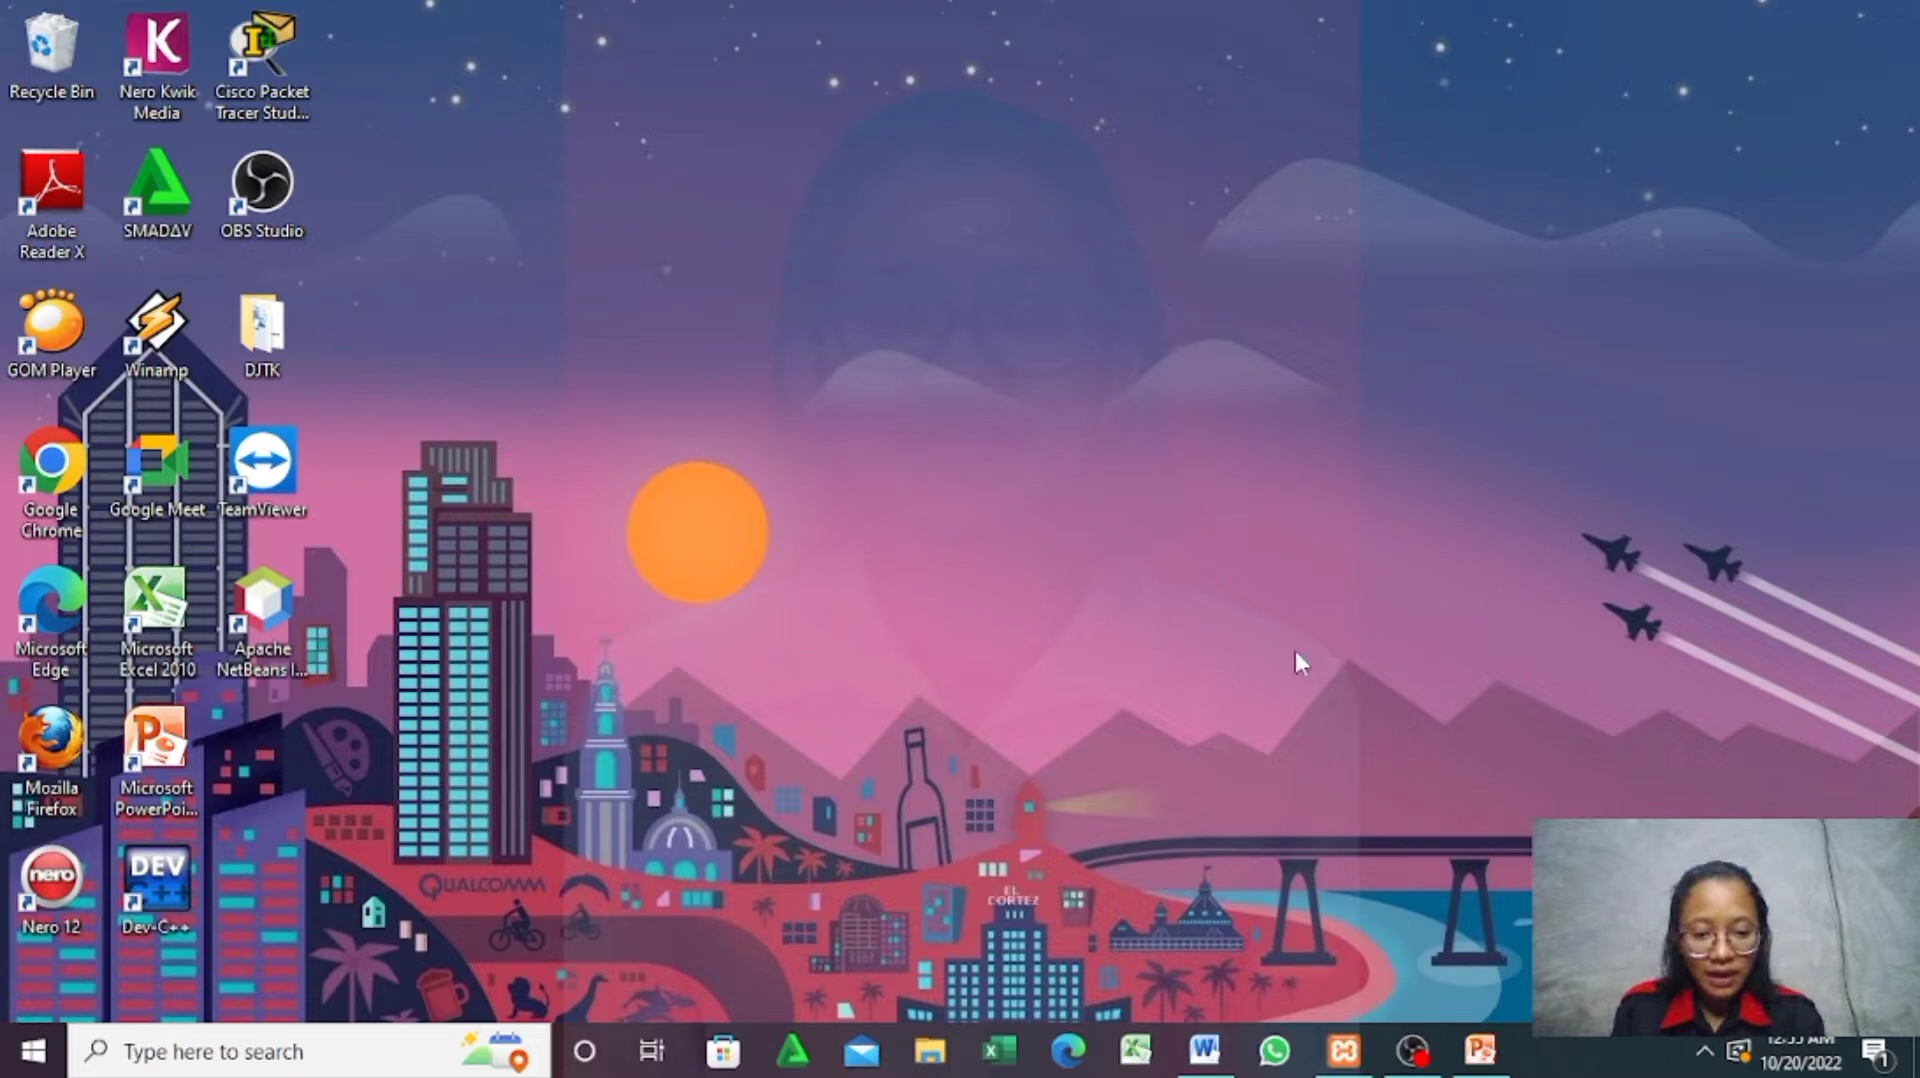 Recycle Bin
Nero Kwik
Media
Cisco Packet
Tracer Stud...
Adobe
Reader X
SMADΔV
OBS Studio
GOM Player
Winamp
DJTK
Google
Chrome
Google Meet
TeamViewer
Microsoft
Edge
Microsoft
Excel 2010
Apache
NetBeans I...
Mozilla
Firefox
Microsoft
PowerPoi...
nero
Nero 12
DEV
C++
Dev-C++
QUALCOMM
EL
CORTEZ
Type here to search
10/20/2022
1